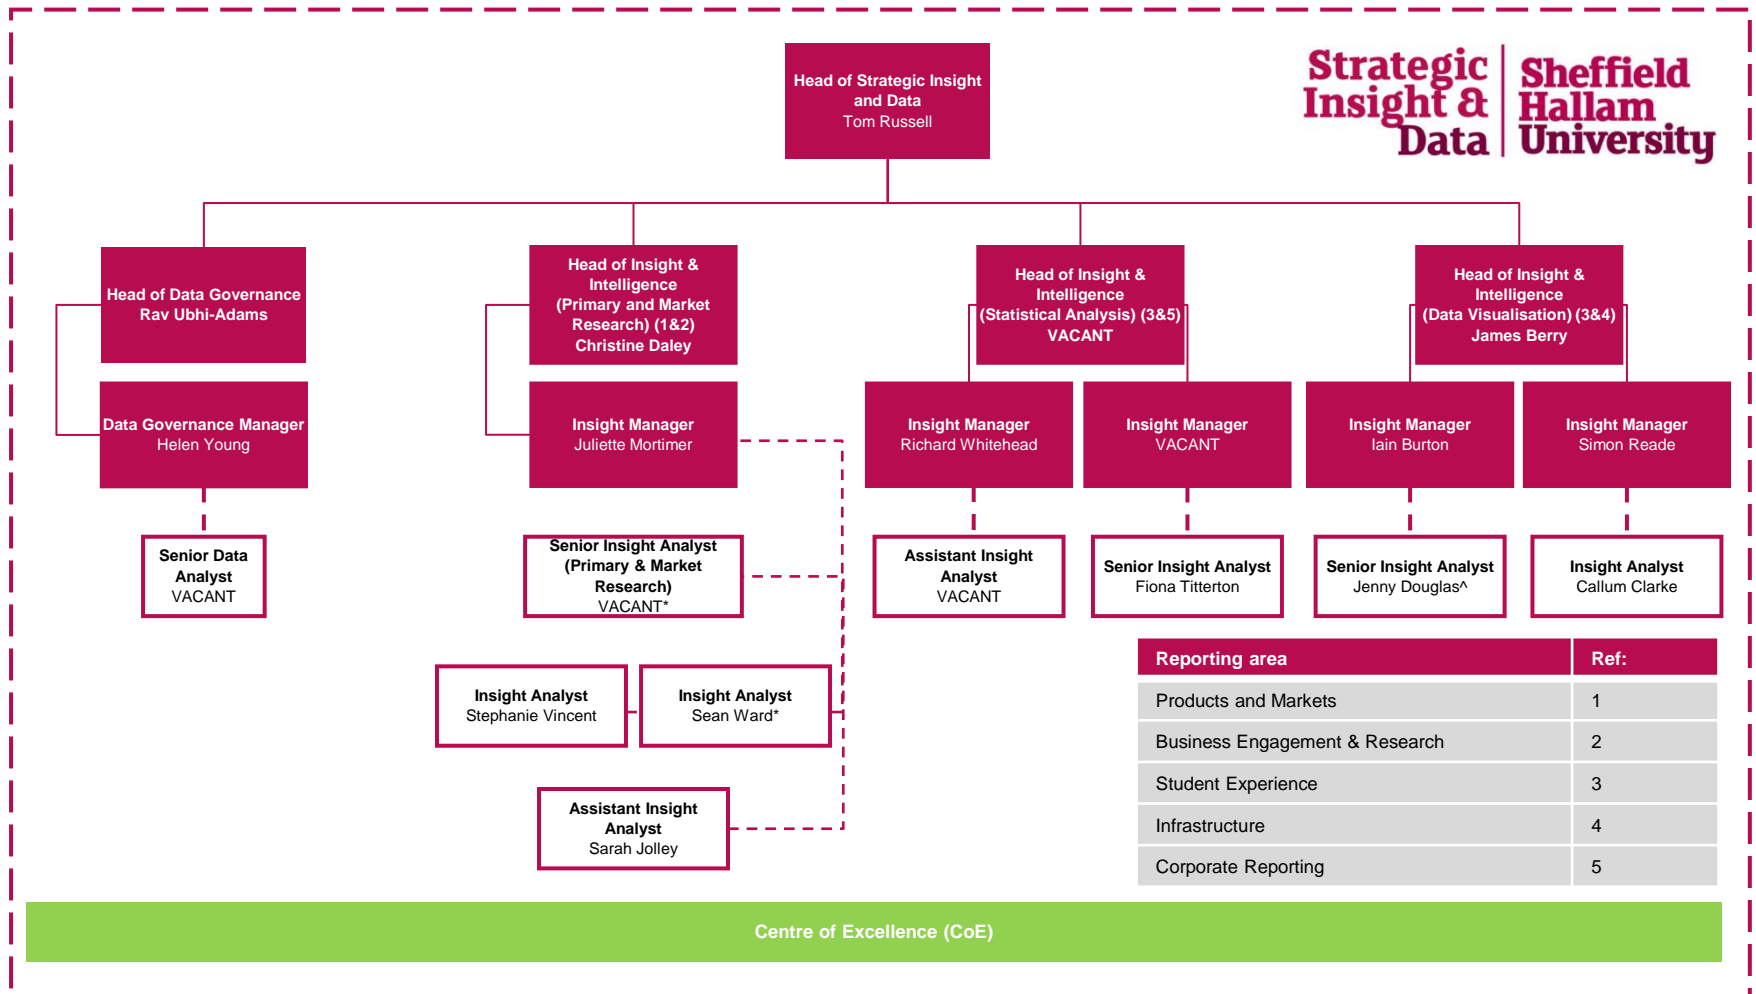 Head of Strategic Insight
and Data
Tom Russell
Strategic
Insight &
Data
Sheffield
Hallam
University
Head of Data Governance
Rav Ubhi-Adams
Head of Insight &
Intelligence
(Primary and Market
Research) (1&2)
Christine Daley
Head of Insight &
Intelligence
(Statistical Analysis) (3&5)
VACANT
Head of Insight &
Intelligence
(Data Visualisation) (3&4)
James Berry
Data Governance Manager
Helen Young
Insight Manager
Juliette Mortimer
Insight Manager
Richard Whitehead
Insight Manager
VACANT
Insight Manager
Iain Burton
Insight Manager
Simon Reade
Senior Data
Analyst
VACANT
Senior Insight Analyst
(Primary & Market
Research)
VACANT*
Assistant Insight
Analyst
VACANT
Senior Insight Analyst
Fiona Titterton
Senior Insight Analyst
Jenny Douglas^
Insight Analyst
Callum Clarke
Insight Analyst
Stephanie Vincent
Insight Analyst
Sean Ward*
Assistant Insight
Analyst
Sarah Jolley
Reporting area Ref:
Products and Markets 1
Business Engagement & Research 2
Student Experience 3
Infrastructure 4
Corporate Reporting 5
Centre of Excellence (CoE)